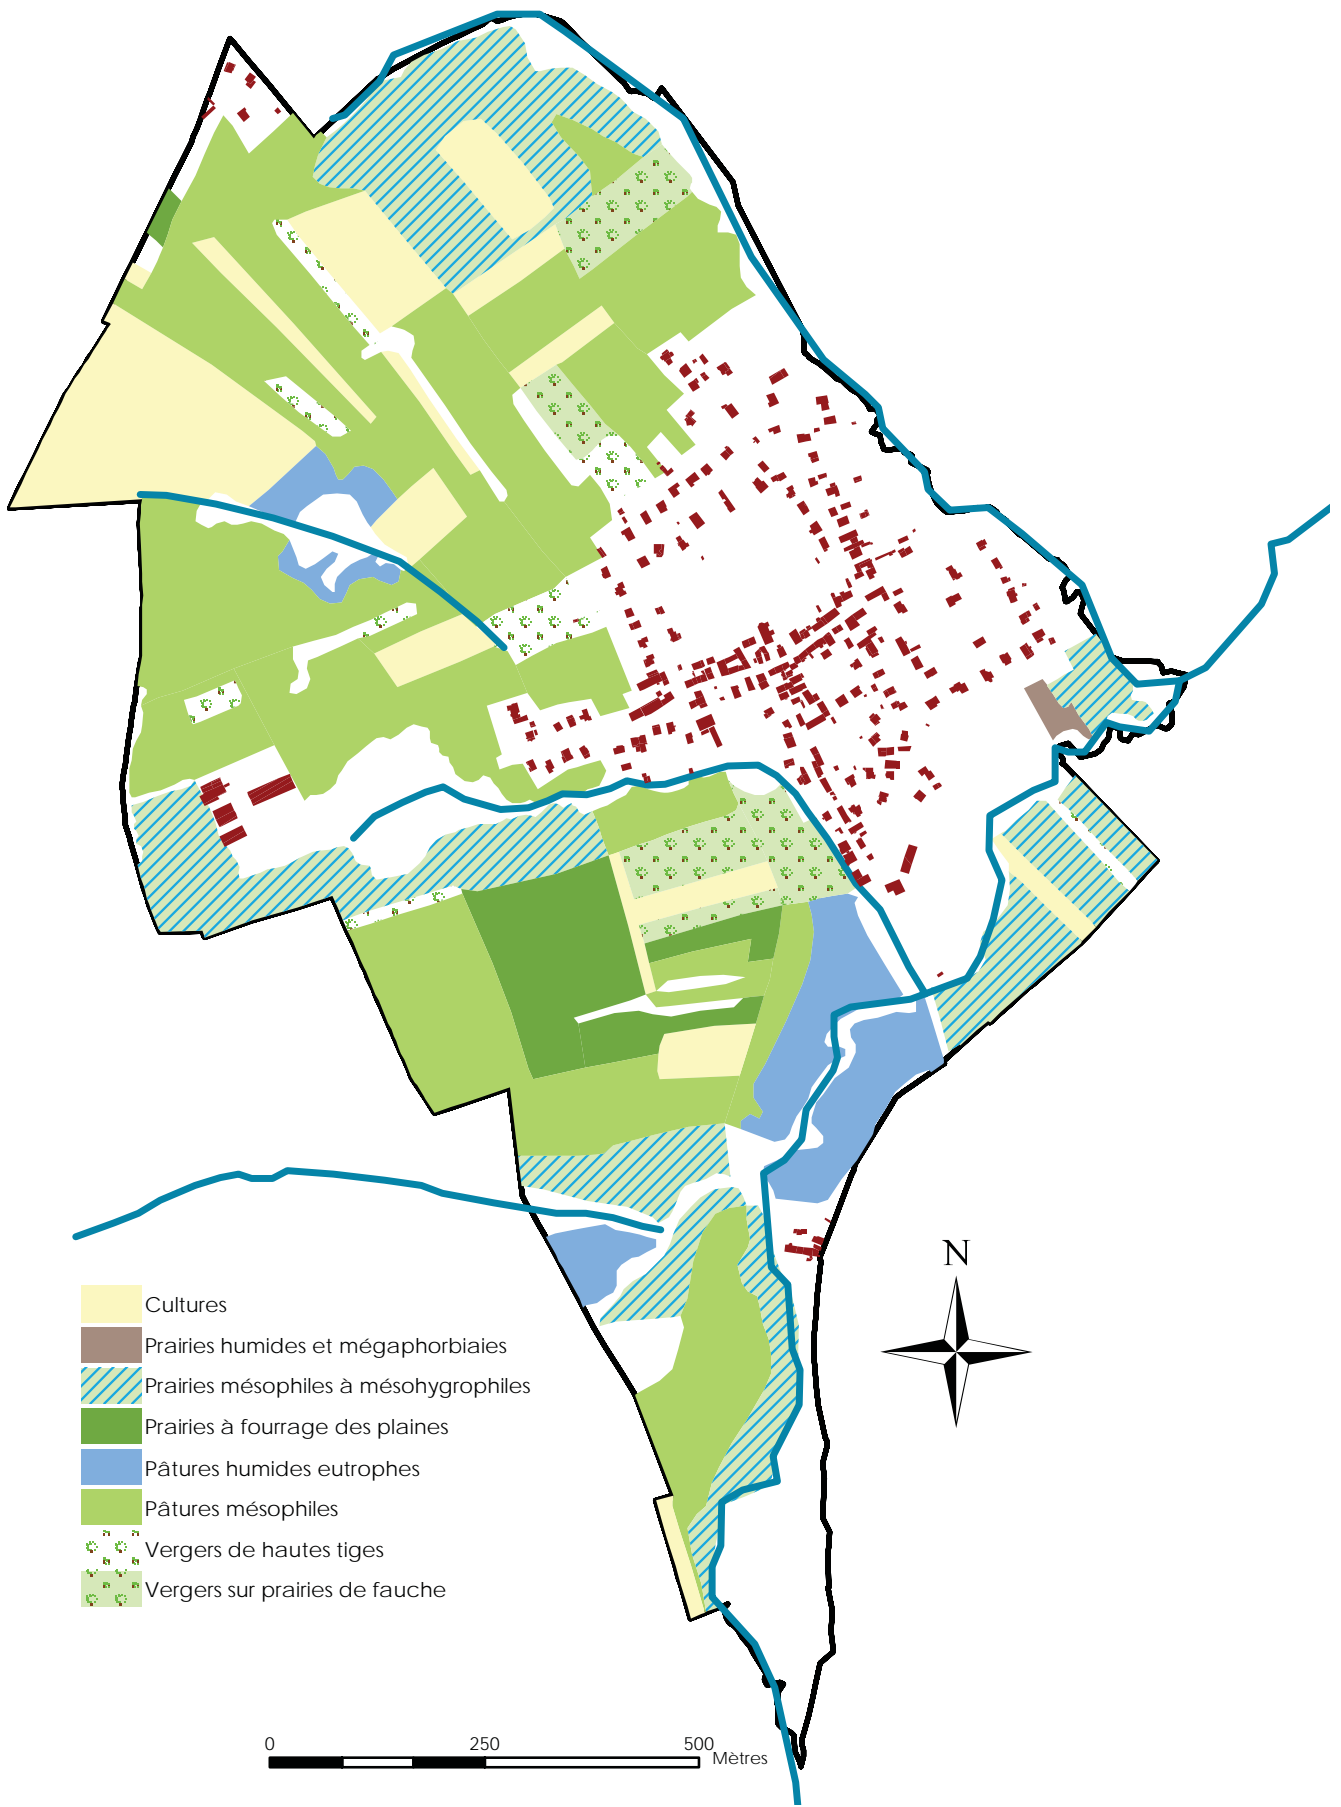 N
Cultures
Prairies humides et mégaphorbiaies
Prairies mésophiles à mésohygrophiles
Prairies à fourrage des plaines
Pâtures humides eutrophes
Pâtures mésophiles
Vergers de hautes tiges
Vergers sur prairies de fauche
0 250 500
Mètres